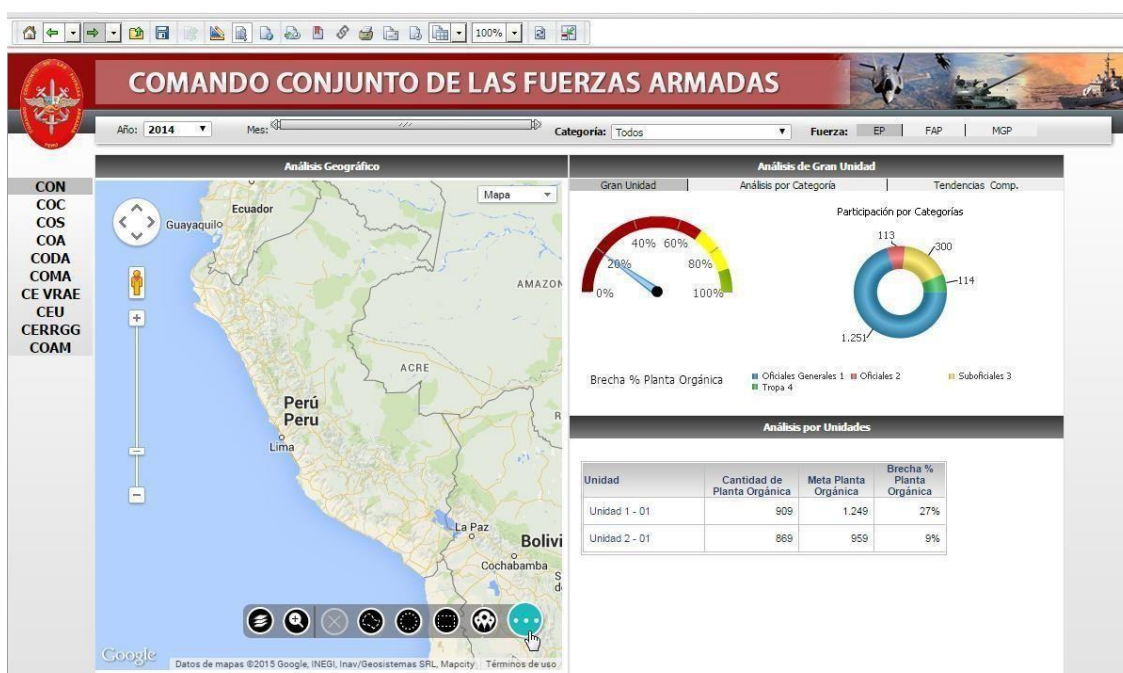 100%
COMANDO CONJUNTO DE LAS FUERZAS ARMADAS
Año: 2014 Mes: Categoría: Todos Fuerza: EP FAP MGP
CON
COC
COS
COA
CODA
COMA
CE VRAE
CEU
CERRGG
COAM
Análisis Geográfico
Mapa
Ecuador
Guayaquil
AMAZON
ACRE
Perú
Peru
R
Lima
La Paz
Bolivi
Cochabamba
S
d
Google
Datos de mapas ©2015 Google, INEGI, Inav/Geosistemas SRL, Mapcity Términos de uso
Análisis de Gran Unidad
Gran Unidad Análisis por Categoría Tendencias Comp.
0% 20% 40% 60% 80% 100%
Brecha % Planta Orgánica
Participación por Categorías
113
300
114
1.251
Oficiales Generales 1 Oficiales 2 Suboficiales 3
Tropa 4
Análisis por Unidades
Unidad Cantidad de Planta Orgánica Meta Planta Orgánica Brecha % Planta Orgánica
Unidad 1 - 01 909 1.249 27%
Unidad 2 - 01 869 959 9%